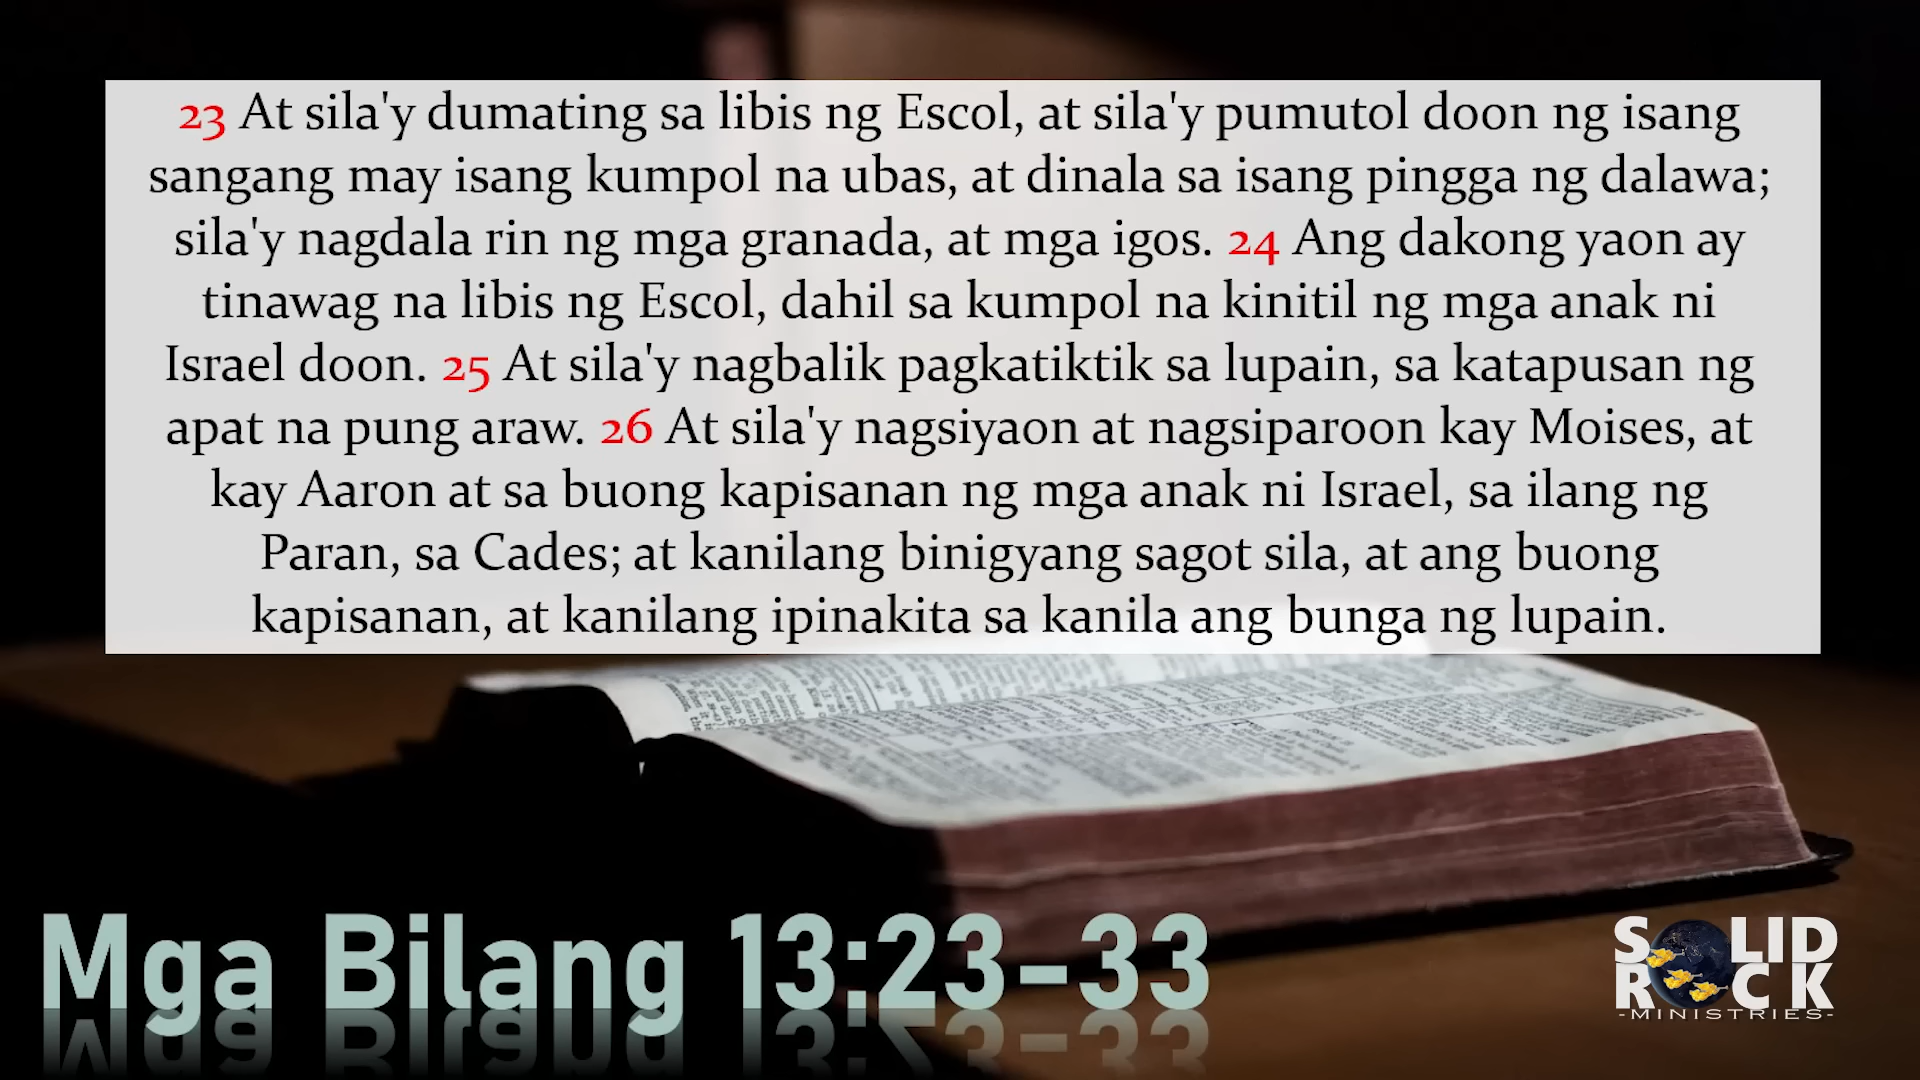 23 At sila'y dumating sa libis ng Escol, at sila'y pumutol doon ng isang
sangang may isang kumpol na ubas, at dinala sa isang pingga ng dalawa;
sila'y nagdala rin ng mga granada, at mga igos. 24 Ang dakong yaon ay
tinawag na libis ng Escol, dahil sa kumpol na kinitil ng mga anak ni
Israel doon. 25 At sila'y nagbalik pagkatiktik sa lupain, sa katapusan ng
apat na pung araw. 26 At sila'y nagsiyaon at nagsiparoon kay Moises, at
kay Aaron at sa buong kapisanan ng mga anak ni Israel, sa ilang ng
Paran, sa Cades; at kanilang binigyang sagot sila, at ang buong
kapisanan, at kanilang ipinakita sa kanila ang bunga ng lupain.
Mga Bilang 13:23-33
SOLID
ROCK
-MINISTRIES-